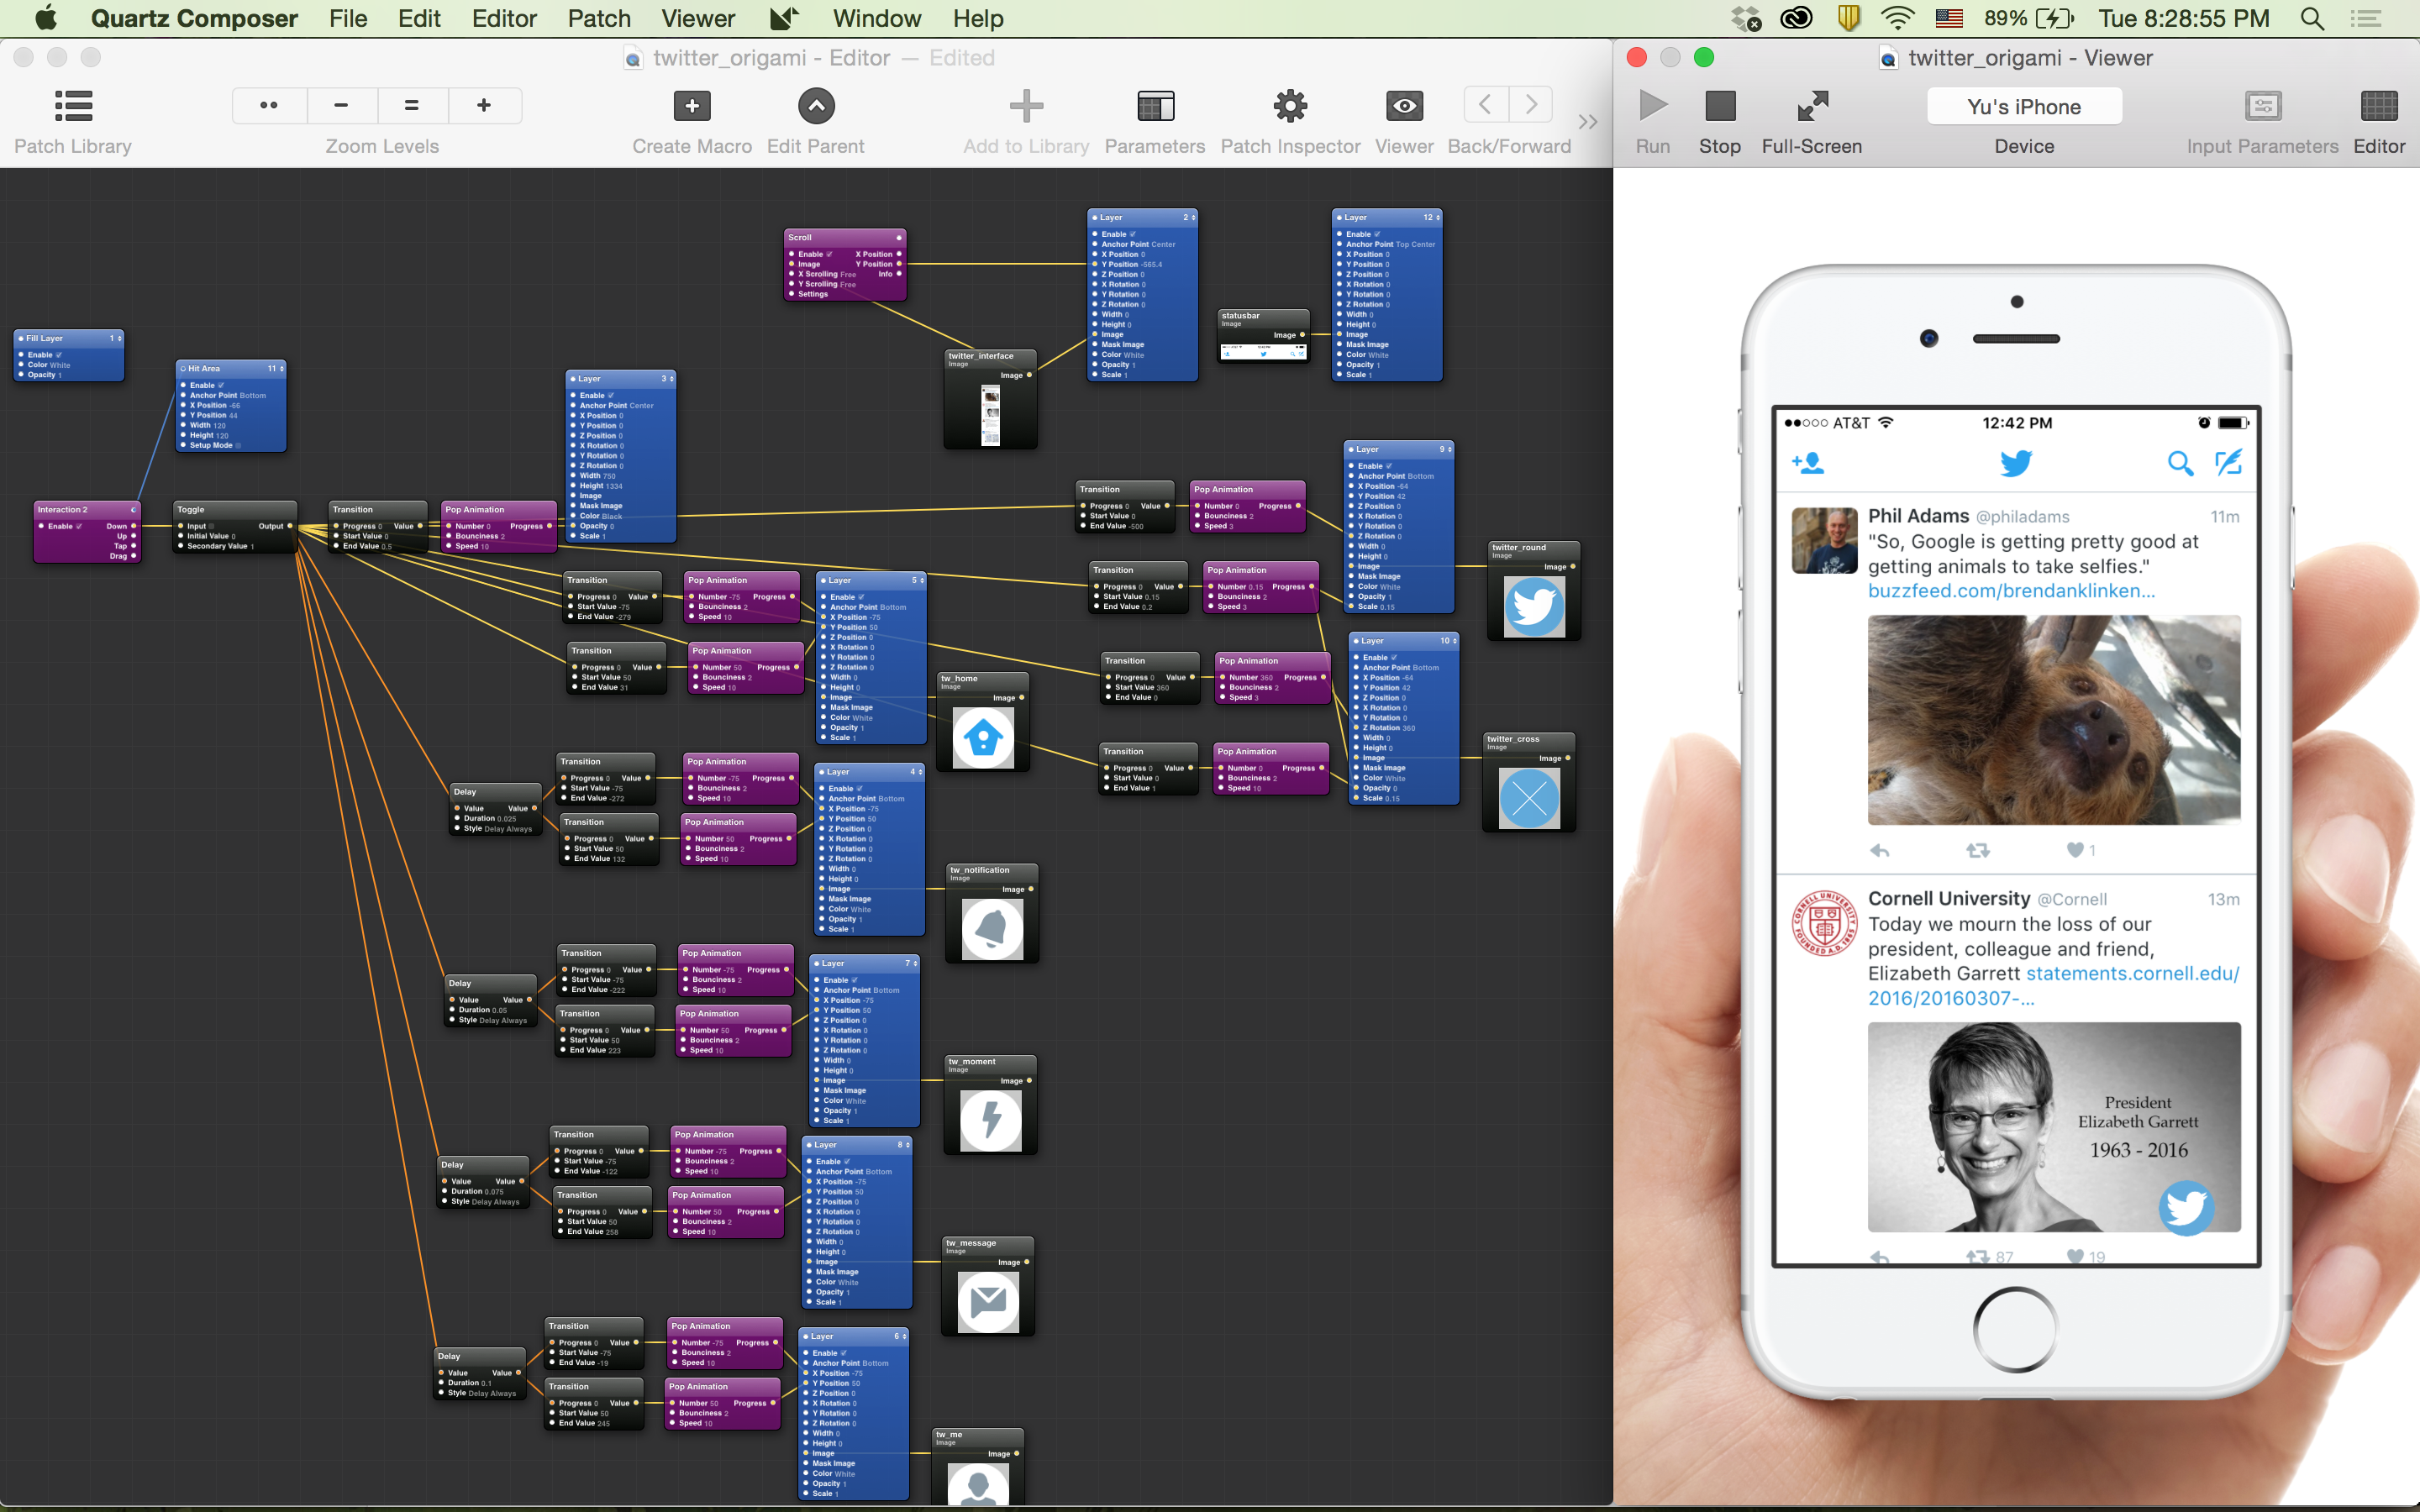 Quartz Composer File Edit Editor Patch Viewer Window Help
89% Tue 8:28:55 PM
twitter_origami - Editor — Edited
Patch Library
Zoom Levels
Create Macro
Edit Parent
Add to Library
Parameters
Patch Inspector
Viewer
Back/Forward
twitter_origami - Viewer
Run
Stop
Full-Screen
Yu's iPhone
Device
Input Parameters
Editor
Fill Layer 1
Enable
Color White
Opacity 1
Hit Area 11
Enable
Anchor Point Bottom
X Position -66
Y Position 44
Width 120
Height 120
Setup Mode
Interaction 2
Enable Down
Up
Tap
Drag
Toggle
Input Output
Initial Value 0
Secondary Value 1
Transition
Progress 0 Value
Start Value 0
End Value 0.5
Pop Animation
Number 0 Progress
Bounciness 2
Speed 10
Layer 3
Enable
Anchor Point Center
X Position 0
Y Position 0
Z Position 0
X Rotation 0
Y Rotation 0
Z Rotation 0
Width 750
Height 1334
Image
Mask Image
Color Black
Opacity 0
Scale 1
Scroll
Enable X Position
Image Y Position
X Scrolling Free Info
Y Scrolling Free
Settings
twitter_interface
Image
Image
Layer 2
Enable
Anchor Point Center
X Position 0
Y Position -565.4
Z Position 0
X Rotation 0
Y Rotation 0
Z Rotation 0
Width 0
Height 0
Image
Mask Image
Color White
Opacity 1
Scale 1
statusbar
Image
Image
Layer 12
Enable
Anchor Point Top Center
X Position 0
Y Position 0
Z Position 0
X Rotation 0
Y Rotation 0
Z Rotation 0
Width 0
Height 0
Image
Mask Image
Color White
Opacity 1
Scale 1
Transition
Progress 0 Value
Start Value 0
End Value -500
Pop Animation
Number 0 Progress
Bounciness 2
Speed 3
Transition
Progress 0 Value
Start Value 0.15
End Value 0.2
Pop Animation
Number 0.15 Progress
Bounciness 2
Speed 3
Layer 9
Enable
Anchor Point Bottom
X Position -64
Y Position 42
Z Position 0
X Rotation 0
Y Rotation 0
Z Rotation 0
Width 0
Height 0
Image
Mask Image
Color White
Opacity 1
Scale 0.15
twitter_round
Image
Image
Transition
Progress 0 Value
Start Value 360
End Value 0
Pop Animation
Number 360 Progress
Bounciness 2
Speed 3
Transition
Progress 0 Value
Start Value 0
End Value 1
Pop Animation
Number 0 Progress
Bounciness 2
Speed 10
Layer 10
Enable
Anchor Point Bottom
X Position -64
Y Position 42
Z Position 0
X Rotation 0
Y Rotation 0
Z Rotation 360
Width 0
Height 0
Image
Mask Image
Color White
Opacity 0
Scale 0.15
twitter_cross
Image
Image
Transition
Progress 0 Value
Start Value -75
End Value -279
Pop Animation
Number -75 Progress
Bounciness 2
Speed 10
Transition
Progress 0 Value
Start Value 50
End Value 31
Pop Animation
Number 50 Progress
Bounciness 2
Speed 10
Layer 5
Enable
Anchor Point Bottom
X Position -75
Y Position 50
Z Position 0
X Rotation 0
Y Rotation 0
Z Rotation 0
Width 0
Height 0
Image
Mask Image
Color White
Opacity 1
Scale 1
tw_home
Image
Image
Delay
Value Value
Duration 0.025
Style Delay Always
Transition
Progress 0 Value
Start Value -75
End Value -272
Pop Animation
Number -75 Progress
Bounciness 2
Speed 10
Transition
Progress 0 Value
Start Value 50
End Value 132
Pop Animation
Number 50 Progress
Bounciness 2
Speed 10
Layer 4
Enable
Anchor Point Bottom
X Position -75
Y Position 50
Z Position 0
X Rotation 0
Y Rotation 0
Z Rotation 0
Width 0
Height 0
Image
Mask Image
Color White
Opacity 1
Scale 1
tw_notification
Image
Image
Delay
Value Value
Duration 0.05
Style Delay Always
Transition
Progress 0 Value
Start Value -75
End Value -222
Pop Animation
Number -75 Progress
Bounciness 2
Speed 10
Transition
Progress 0 Value
Start Value 50
End Value 223
Pop Animation
Number 50 Progress
Bounciness 2
Speed 10
Layer 7
Enable
Anchor Point Bottom
X Position -75
Y Position 50
Z Position 0
X Rotation 0
Y Rotation 0
Z Rotation 0
Width 0
Height 0
Image
Mask Image
Color White
Opacity 1
Scale 1
tw_moment
Image
Image
Delay
Value Value
Duration 0.075
Style Delay Always
Transition
Progress 0 Value
Start Value -75
End Value -122
Pop Animation
Number -75 Progress
Bounciness 2
Speed 10
Transition
Progress 0 Value
Start Value 50
End Value 258
Pop Animation
Number 50 Progress
Bounciness 2
Speed 10
Layer 8
Enable
Anchor Point Bottom
X Position -75
Y Position 50
Z Position 0
X Rotation 0
Y Rotation 0
Z Rotation 0
Width 0
Height 0
Image
Mask Image
Color White
Opacity 1
Scale 1
tw_message
Image
Image
Delay
Value Value
Duration 0.1
Style Delay Always
Transition
Progress 0 Value
Start Value -75
End Value -19
Pop Animation
Number -75 Progress
Bounciness 2
Speed 10
Transition
Progress 0 Value
Start Value 50
End Value 245
Pop Animation
Number 50 Progress
Bounciness 2
Speed 10
Layer 6
Enable
Anchor Point Bottom
X Position -75
Y Position 50
Z Position 0
X Rotation 0
Y Rotation 0
Z Rotation 0
Width 0
Height 0
Image
Mask Image
Color White
Opacity 1
Scale 1
tw_me
Image
Image
AT&T 12:42 PM
Phil Adams @philadams 11m
"So, Google is getting pretty good at
getting animals to take selfies."
buzzfeed.com/brendanklinken...
1
Cornell University @Cornell 13m
Today we mourn the loss of our
president, colleague and friend,
Elizabeth Garrett statements.cornell.edu/
2016/20160307-...
CORNELL UNIVERSITY
FOUNDED A.D. 1865
President
Elizabeth Garrett
1963 - 2016
87 19